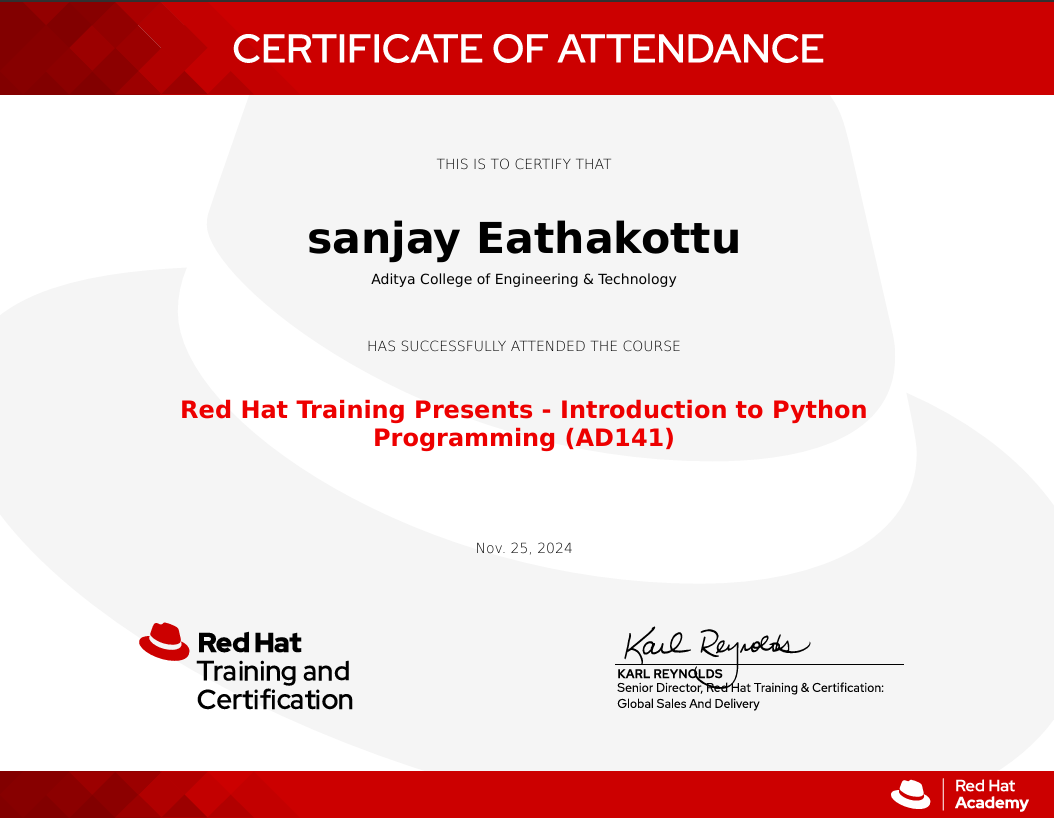 CERTIFICATE OF ATTENDANCE
THIS IS TO CERTIFY THAT
sanjay Eathakottu
Aditya College of Engineering & Technology
HAS SUCCESSFULLY ATTENDED THE COURSE
Red Hat Training Presents - Introduction to Python
Programming (AD141)
Nov. 25, 2024
Red Hat
Training and
Certification
Karl Reynolds
KARL REYNOLDS
Senior Director, Red Hat Training & Certification:
Global Sales And Delivery
Red Hat
Academy